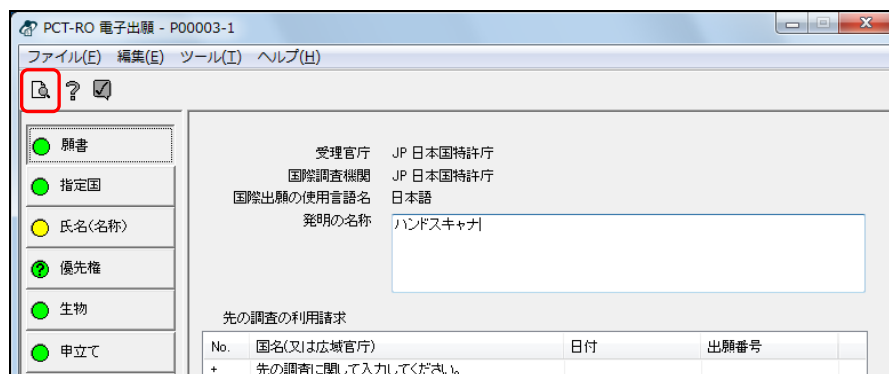 PCT-RO 電子出願 - P00003-1
ファイル(F) 編集(E) ツール(T) ヘルプ(H)
願書
指定国
氏名(名称)
優先権
生物
申立て
受理官庁 JP 日本国特許庁
国際調査機関 JP 日本国特許庁
国際出願の使用言語名 日本語
発明の名称 ハンドスキャナ
先の調査の利用請求
No. 国名(又は広域官庁) 日付 出願番号
+ 先の調査に関して入力してください。